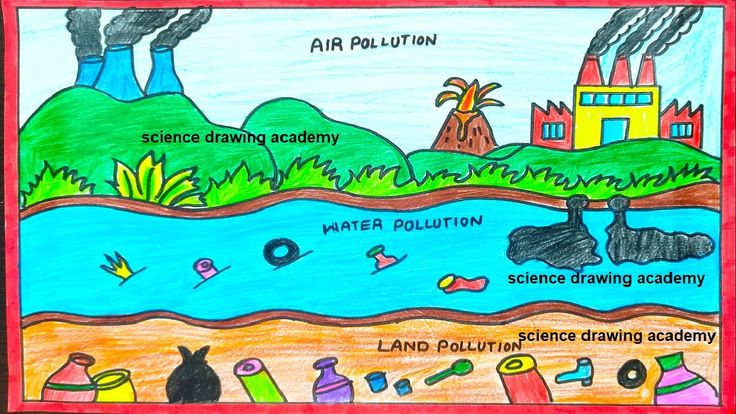 AIR POLLUTION
science drawing academy
WATER POLLUTION
science drawing academy
science drawing academy
LAND POLLUTION